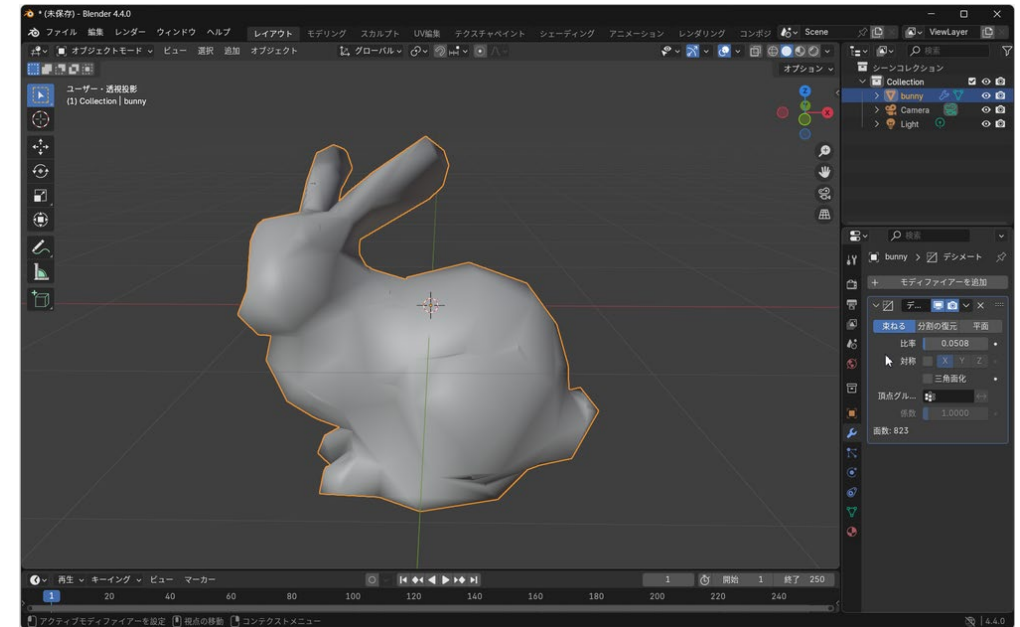 * (未保存) - Blender 4.4.0
ファイル 編集 レンダー ウィンドウ ヘルプ レイアウト モデリング スカルプト UV編集 テクスチャペイント シェーディング アニメーション レンダリング コンポジ Scene ViewLayer
オブジェクトモード ビュー 選択 追加 オブジェクト グローバル 検索
オプション
ユーザー・透視投影
(1) Collection | bunny
Z
X
シーンコレクション
Collection
bunny
Camera
Light
検索
bunny > デシメート
+ モディファイアーを追加
デ...
束ねる 分割の復元 平面
比率 0.0508
対称 X Y Z
三角面化
頂点グル...
係数 1.0000
面数: 823
再生 キーイング ビュー マーカー 1 開始 1 終了 250
1 20 40 60 80 100 120 140 160 180 200 220 240
アクティブモディファイアーを設定 視点の移動 コンテクストメニュー 4.4.0